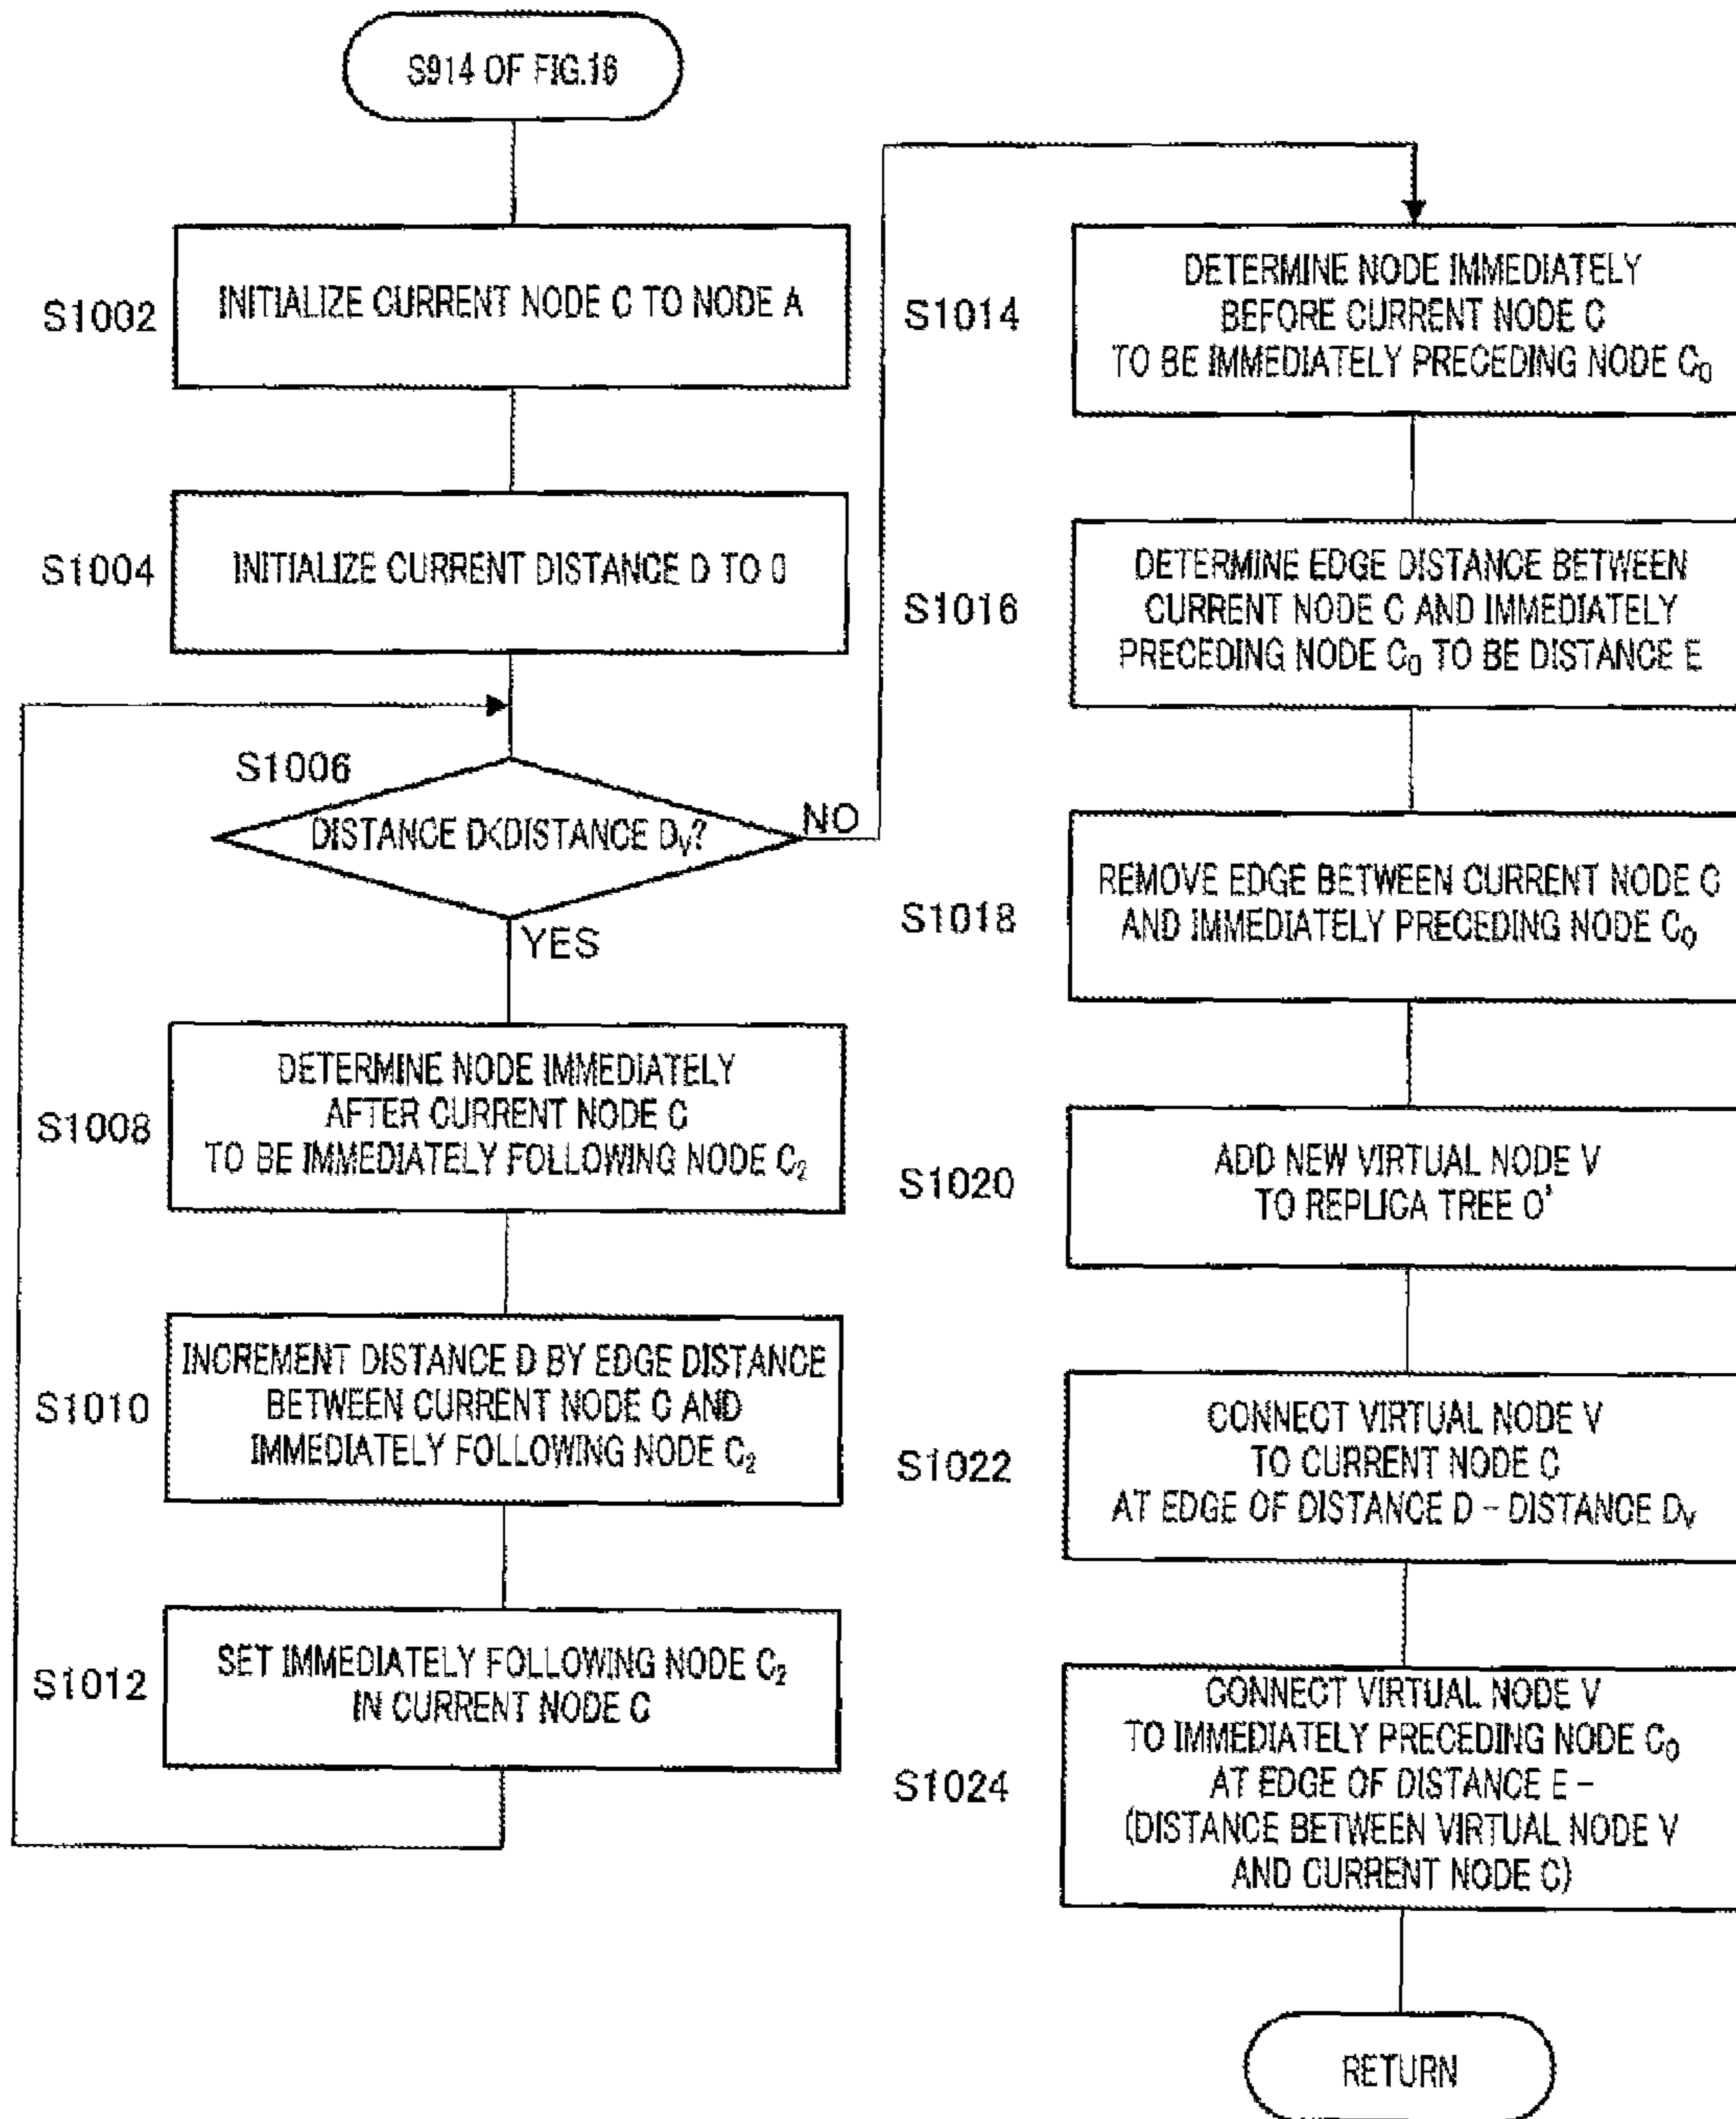 S914 OF FIG.16
S1002
INITIALIZE CURRENT NODE C TO NODE A
S1004
INITIALIZE CURRENT DISTANCE D TO 0
S1006
DISTANCE D<DISTANCE Dᵥ?
NO
YES
S1008
DETERMINE NODE IMMEDIATELY
AFTER CURRENT NODE C
TO BE IMMEDIATELY FOLLOWING NODE C₂
S1010
INCREMENT DISTANCE D BY EDGE DISTANCE
BETWEEN CURRENT NODE C AND
IMMEDIATELY FOLLOWING NODE C₂
S1012
SET IMMEDIATELY FOLLOWING NODE C₂
IN CURRENT NODE C
S1014
DETERMINE NODE IMMEDIATELY
BEFORE CURRENT NODE C
TO BE IMMEDIATELY PRECEDING NODE C₀
S1016
DETERMINE EDGE DISTANCE BETWEEN
CURRENT NODE C AND IMMEDIATELY
PRECEDING NODE C₀ TO BE DISTANCE E
S1018
REMOVE EDGE BETWEEN CURRENT NODE C
AND IMMEDIATELY PRECEDING NODE C₀
S1020
ADD NEW VIRTUAL NODE V
TO REPLICA TREE O'
S1022
CONNECT VIRTUAL NODE V
TO CURRENT NODE C
AT EDGE OF DISTANCE D - DISTANCE Dᵥ
S1024
CONNECT VIRTUAL NODE V
TO IMMEDIATELY PRECEDING NODE C₀
AT EDGE OF DISTANCE E -
(DISTANCE BETWEEN VIRTUAL NODE V
AND CURRENT NODE C)
RETURN